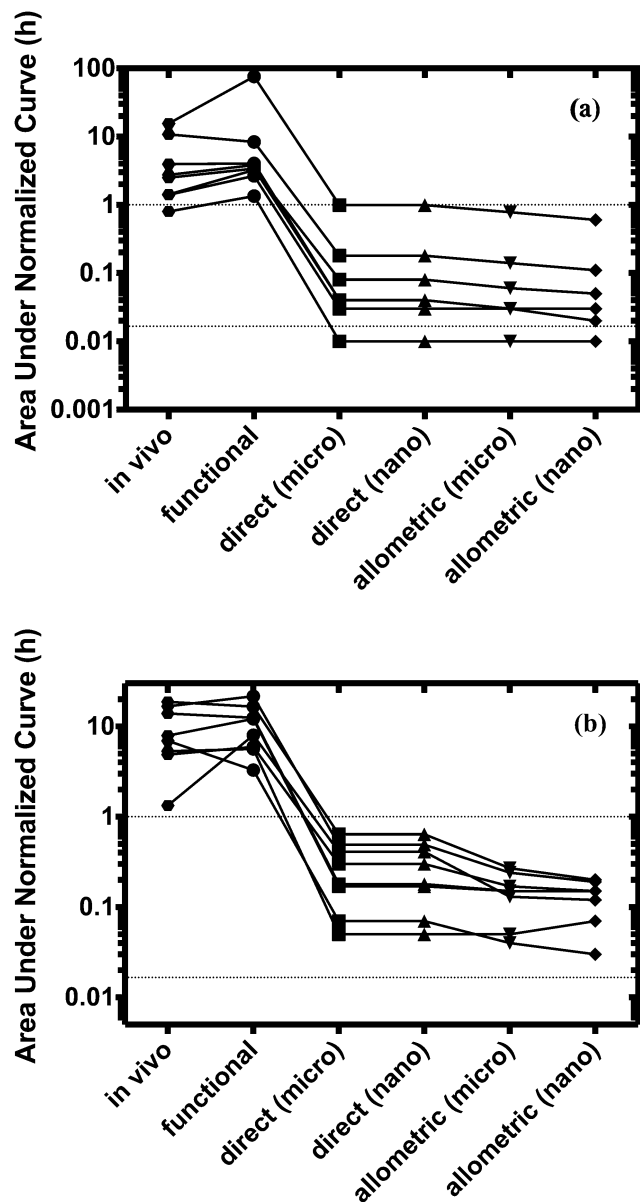 Area Under Normalized Curve (h)
100
10
1
0.1
0.01
0.001
(a)
in vivo
functional
direct (micro)
direct (nano)
allometric (micro)
allometric (nano)
Area Under Normalized Curve (h)
10
1
0.1
0.01
(b)
in vivo
functional
direct (micro)
direct (nano)
allometric (micro)
allometric (nano)